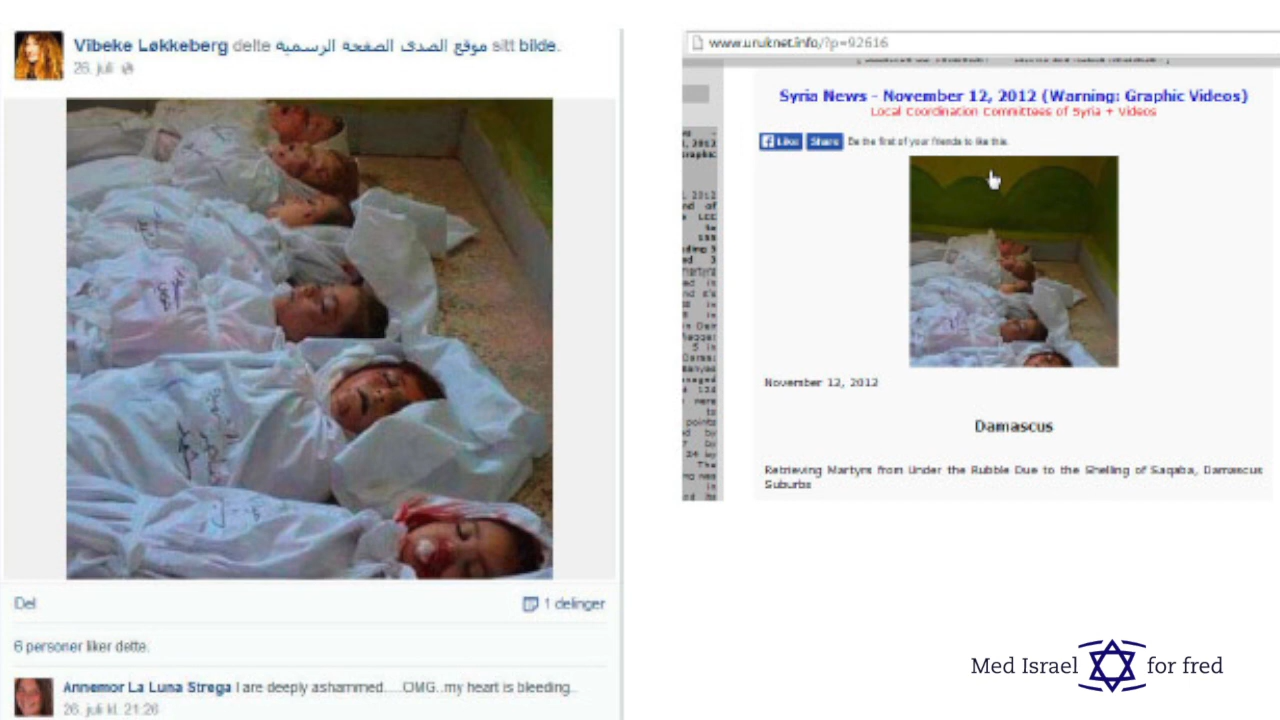 Vibeke Løkkeberg delte موقع الصدى الصفحة الرسمية sitt bilde.
26. juli
Del
1 delinger
6 personer liker dette.
Annemor La Luna Strega I are deeply ashammed.....OMG..my heart is bleeding..
26. juli kl. 21:26
www.uruknet.info/?p=92616
Syria News - November 12, 2012 (Warning: Graphic Videos)
Local Coordination Committees of Syria + Videos
Like Share Be the first of your friends to like this.
November 12, 2012
Damascus
Retrieving Martyrs from Under the Rubble Due to the Shelling of Saqaba, Damascus
Suburbs
Med Israel for fred